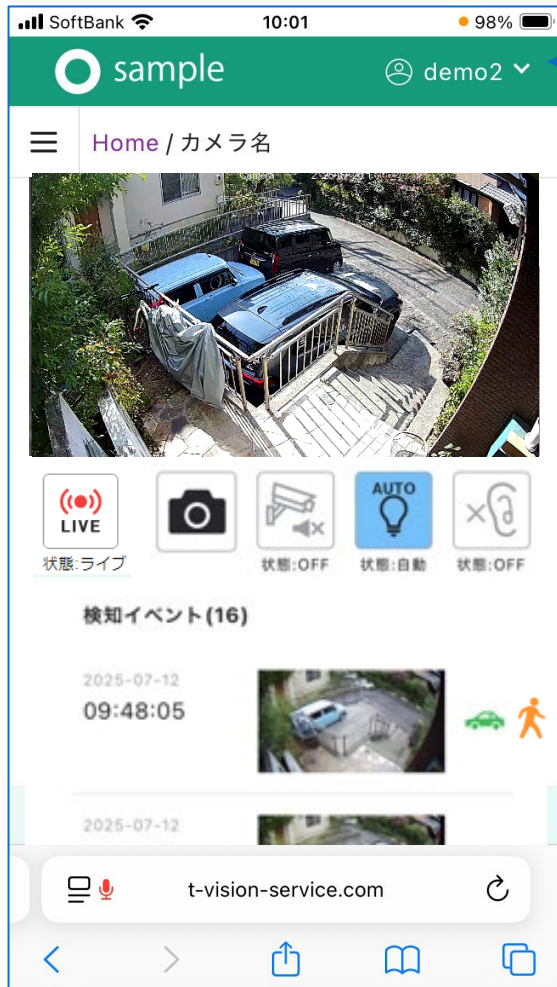 SoftBank 10:01 98%
sample demo2
Home / カメラ名
Camera
LIVE AUTO
状態:ライブ 状態:OFF 状態:自動 状態:OFF
検知イベント(16)
2025-07-12
09:48:05
2025-07-12
t-vision-service.com